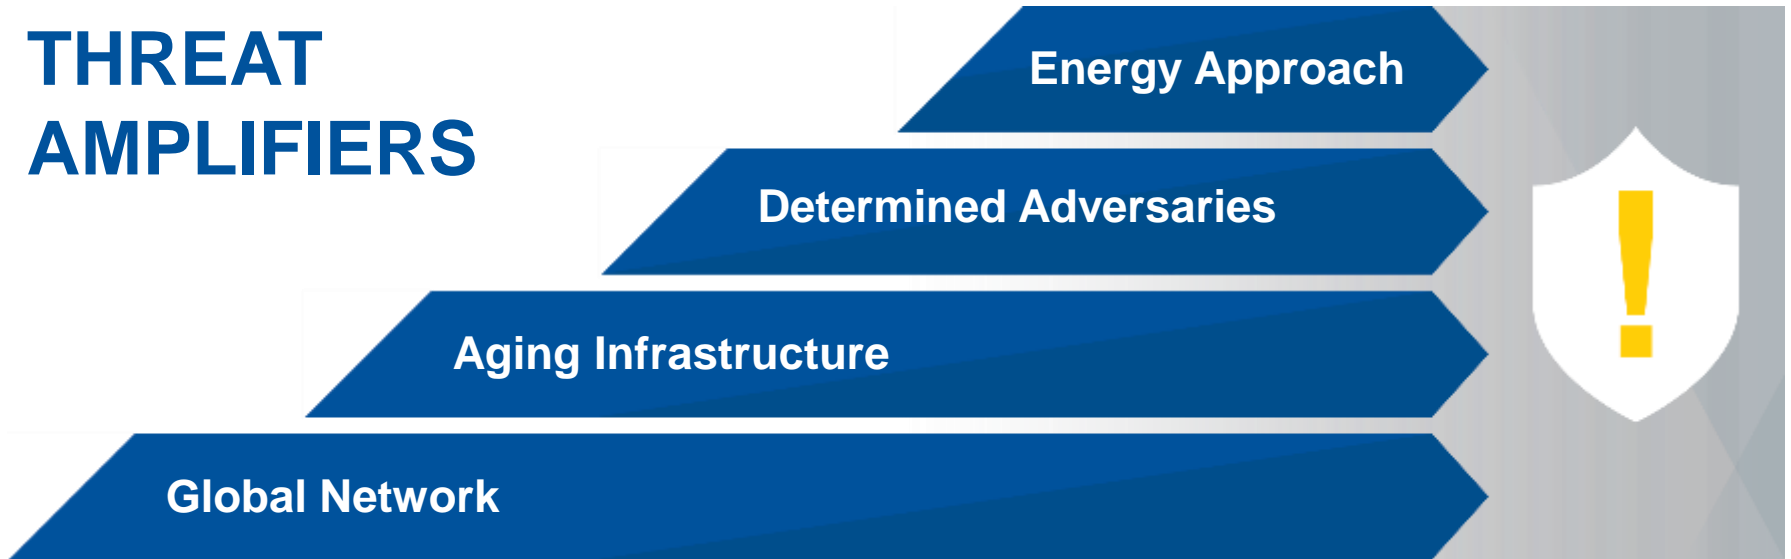 THREAT
AMPLIFIERS
Energy Approach
Determined Adversaries
Aging Infrastructure
Global Network